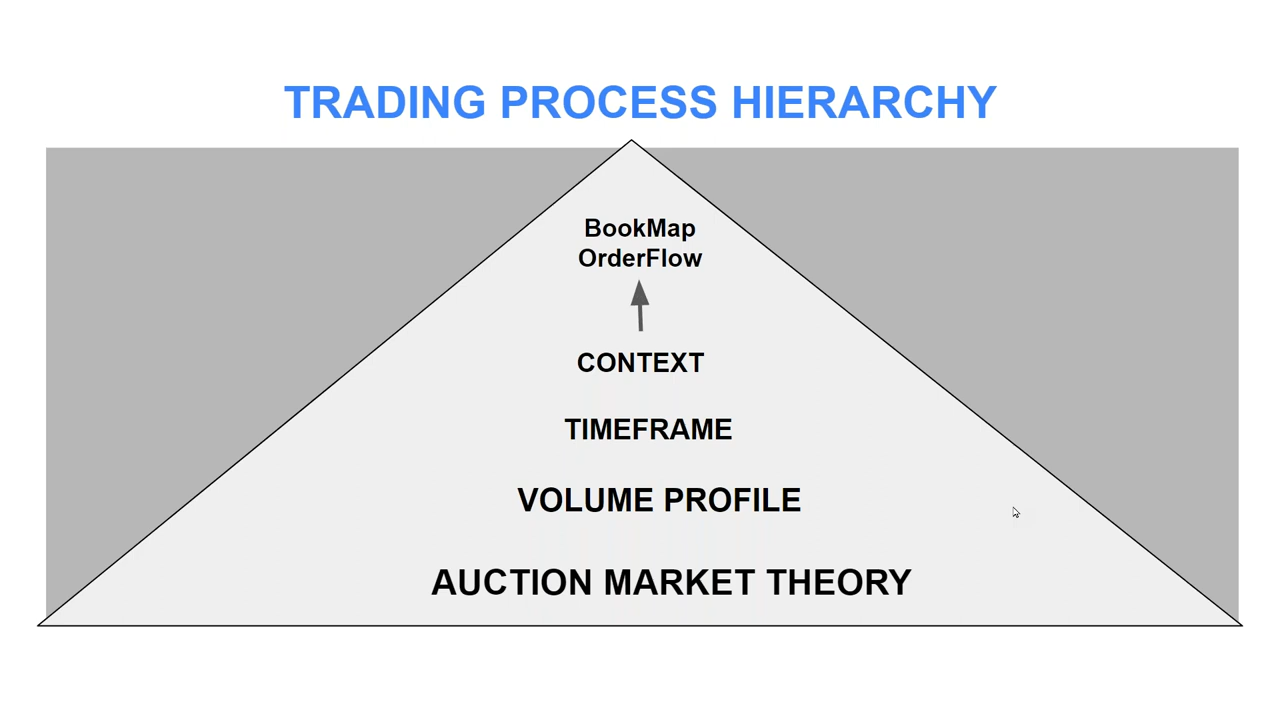 TRADING PROCESS HIERARCHY
BookMap
OrderFlow
CONTEXT
TIMEFRAME
VOLUME PROFILE
AUCTION MARKET THEORY